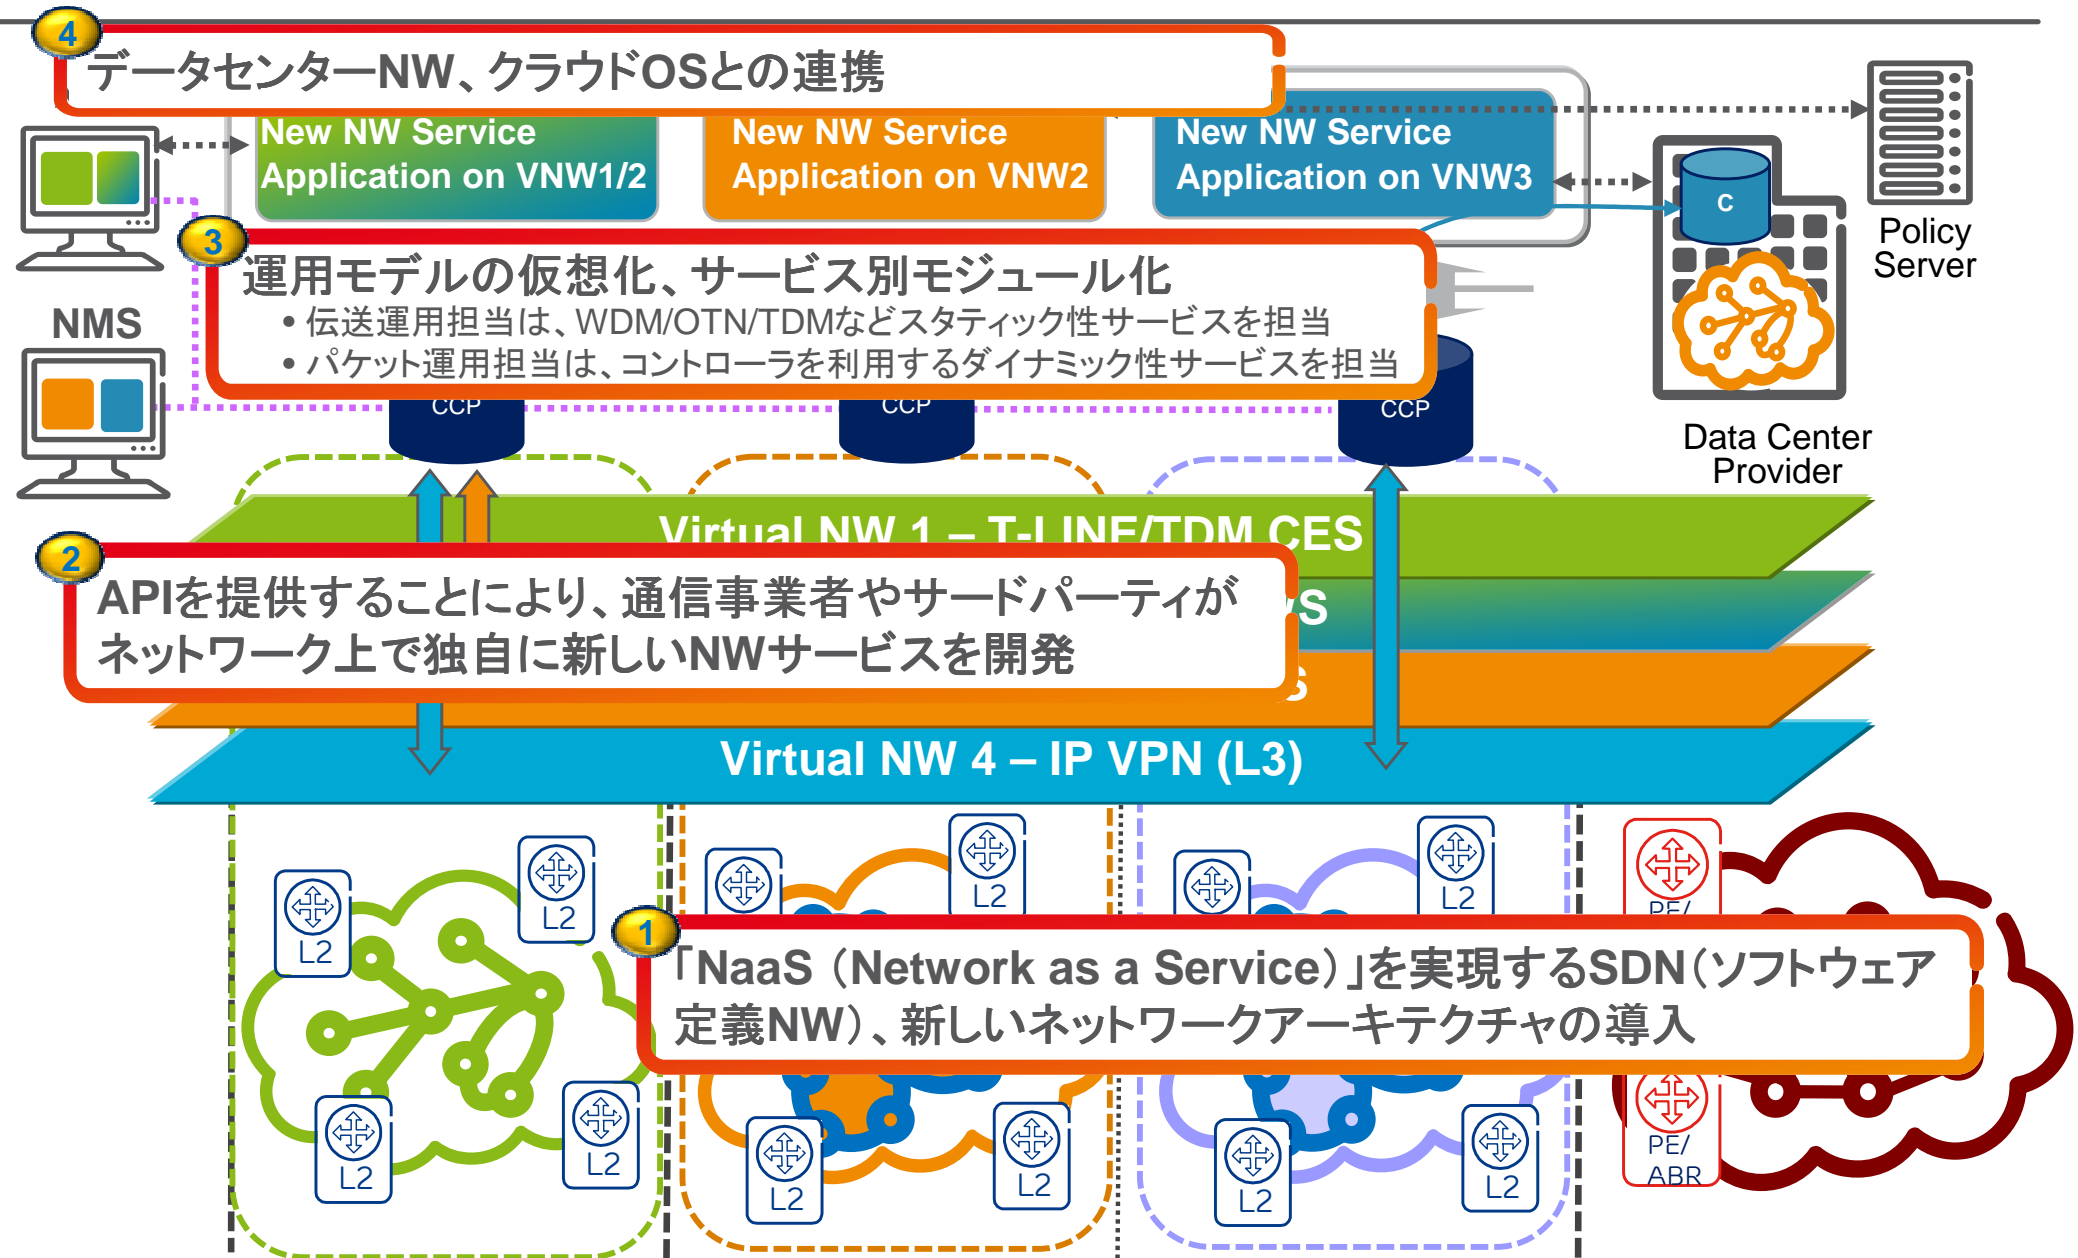 4
データセンターNW、クラウドOSとの連携
New NW Service
Application on VNW1/2
New NW Service
Application on VNW2
New NW Service
Application on VNW3
C
Policy
Server
3
運用モデルの仮想化、サービス別モジュール化
• 伝送運用担当は、WDM/OTN/TDMなどスタティック性サービスを担当
• パケット運用担当は、コントローラを利用するダイナミック性サービスを担当
NMS
CCP
CCP
CCP
Data Center
Provider
Virtual NW 1 – T-LINE/TDM CES
2
APIを提供することにより、通信事業者やサードパーティが
ネットワーク上で独自に新しいNWサービスを開発
S
S
Virtual NW 4 – IP VPN (L3)
L2
L2
L2
L2
PE/
1
「NaaS（Network as a Service）」を実現するSDN（ソフトウェア
定義NW）、新しいネットワークアーキテクチャの導入
L2
L2
L2
L2
L2
L2
PE/
ABR